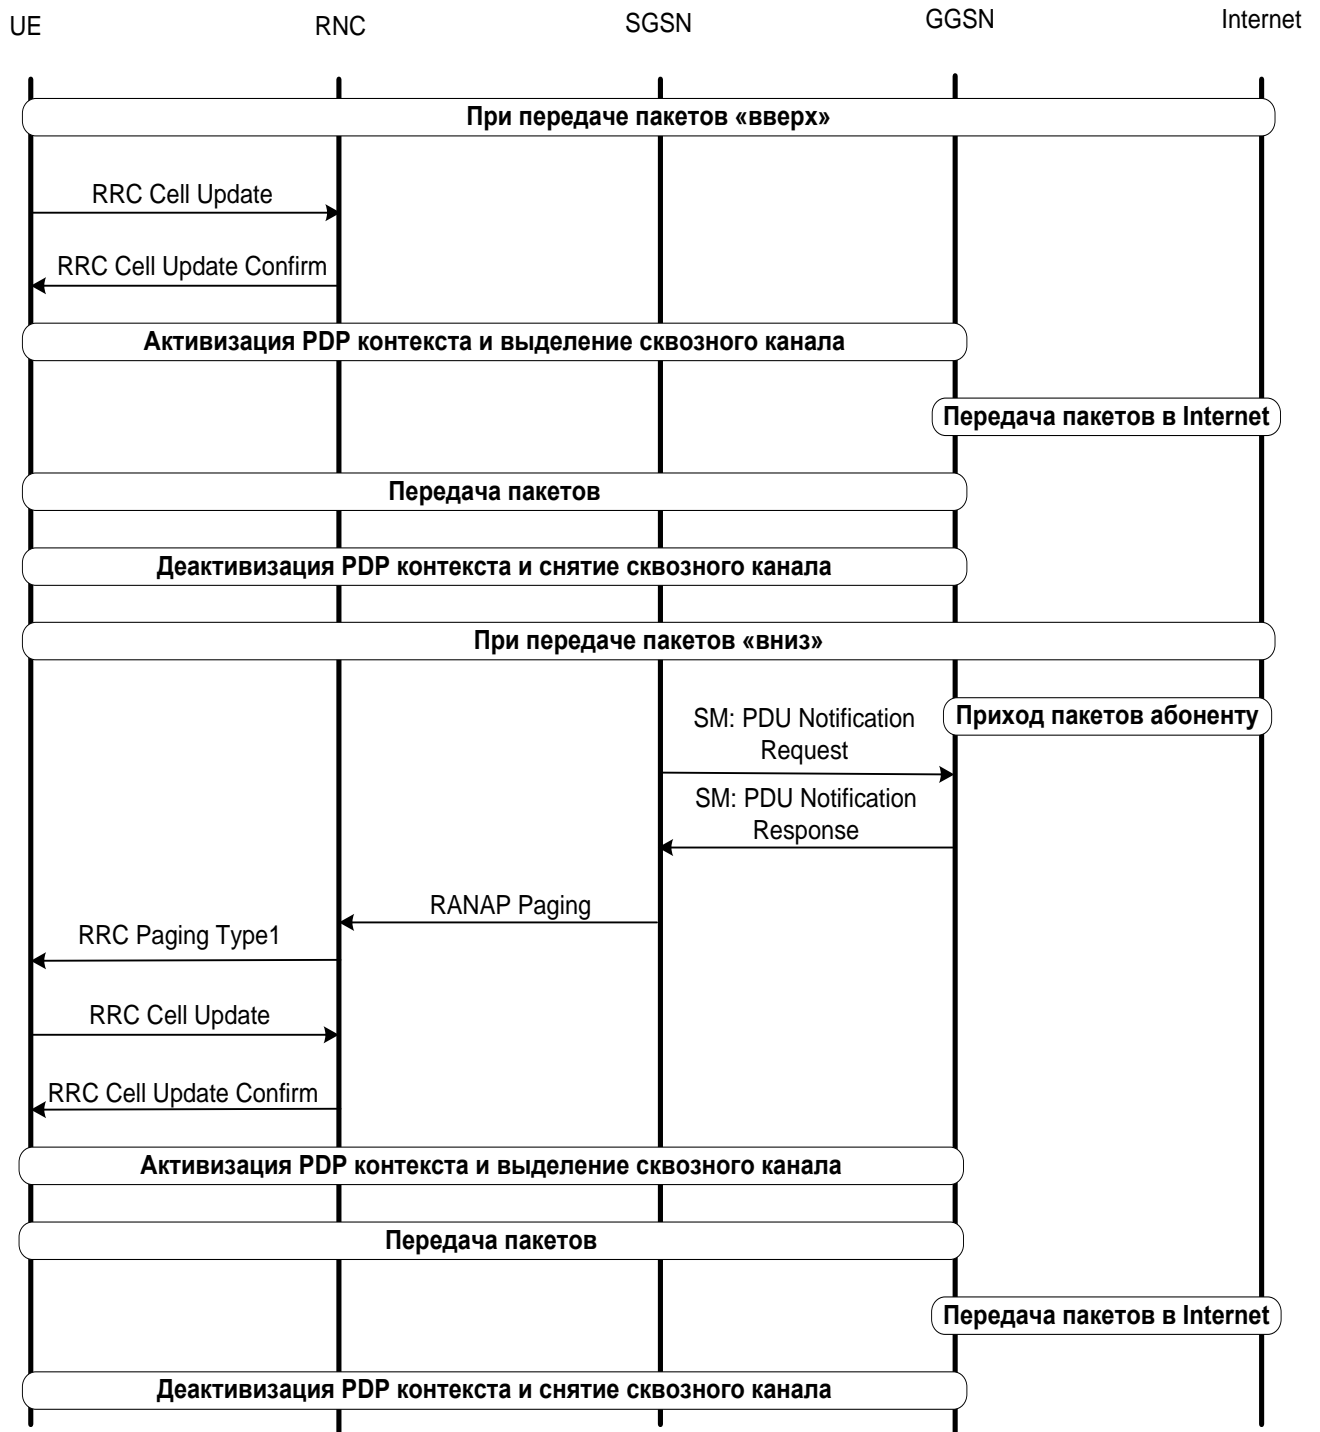 UE RNC SGSN GGSN Internet
При передаче пакетов «вверх»
RRC Cell Update
RRC Cell Update Confirm
Активизация PDP контекста и выделение сквозного канала
Передача пакетов в Internet
Передача пакетов
Деактивизация PDP контекста и снятие сквозного канала
При передаче пакетов «вниз»
SM: PDU Notification
Request
Приход пакетов абоненту
SM: PDU Notification
Response
RANAP Paging
RRC Paging Type1
RRC Cell Update
RRC Cell Update Confirm
Активизация PDP контекста и выделение сквозного канала
Передача пакетов
Передача пакетов в Internet
Деактивизация PDP контекста и снятие сквозного канала